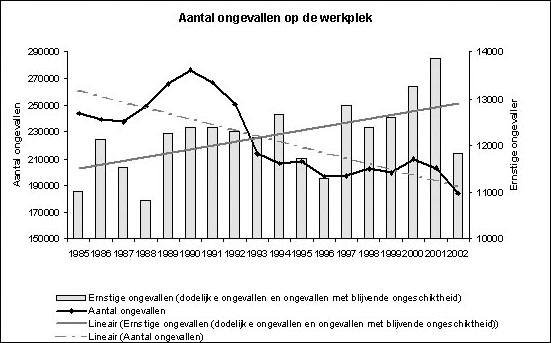 Aantal ongevallen op de werkplek
290000
270000
250000
230000
210000
190000
170000
150000
Aantal ongevallen
14000
13000
12000
11000
10000
Ernstige ongevaller
1985 1986 1987 1988 1989 1990 1991 1992 1993 1994 1995 1996 1997 1998 1999 2000 2001 2002
Ernstige ongevallen (dodelijke ongevallen en ongevallen met blijvende ongeschiktheid)
Aantal ongevallen
Lineair (Ernstige ongevallen (dodelijke ongevallen en ongevallen met blijvende ongeschiktheid))
Lineair (Aantal ongevallen)